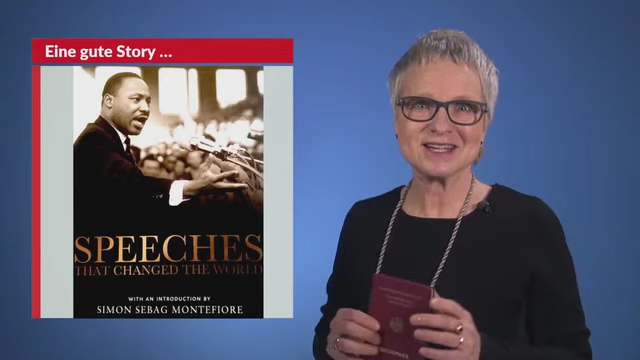 Eine gute Story ...
SPEECHES
THAT CHANGED THE WORLD
WITH AN INTRODUCTION BY
SIMON SEBAG MONTEFIORE